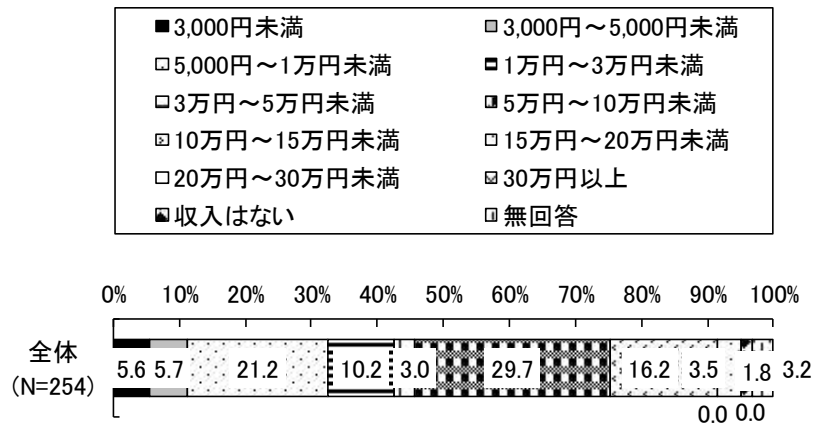 ■3,000円未満 □3,000円～5,000円未満
□5,000円～1万円未満 □1万円～3万円未満
□3万円～5万円未満 □5万円～10万円未満
□10万円～15万円未満 □15万円～20万円未満
□20万円～30万円未満 □30万円以上
□収入はない □無回答
0% 10% 20% 30% 40% 50% 60% 70% 80% 90% 100%
全体
(N=254)
5.6 5.7 21.2 10.2 3.0 29.7 16.2 3.5 1.8 3.2
0.0 0.0